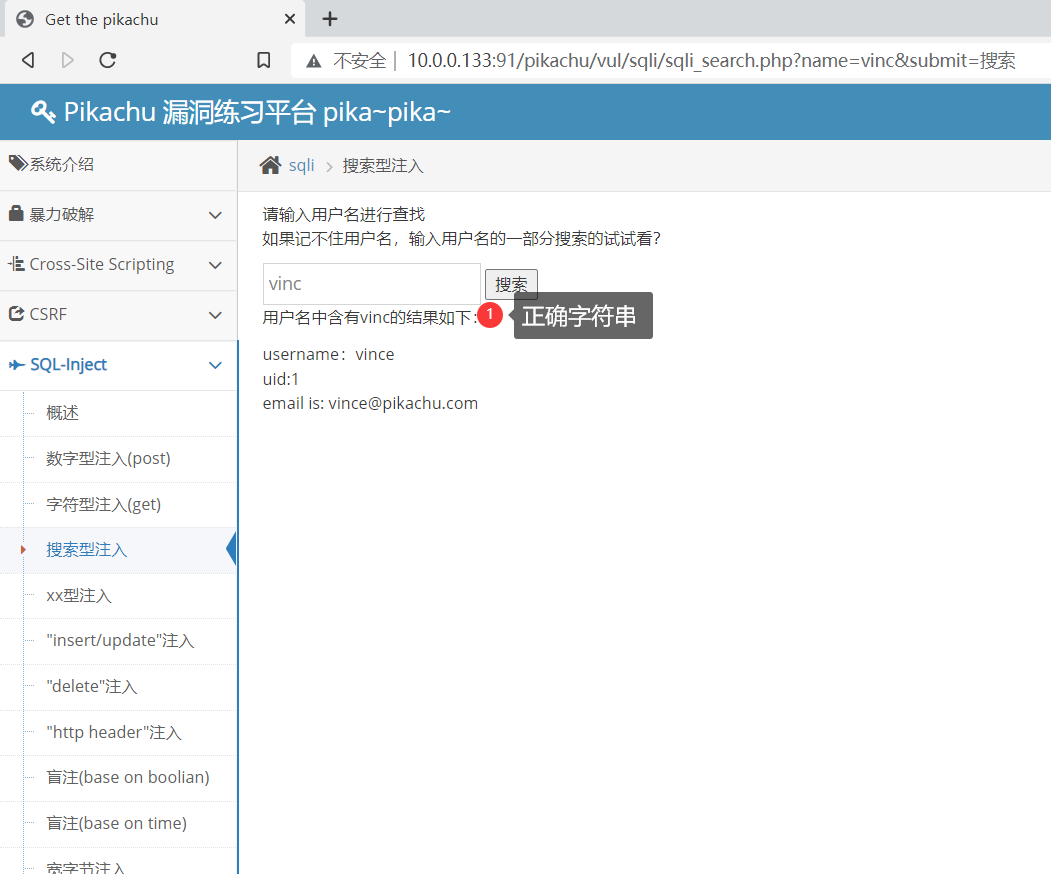 Get the pikachu
不安全 | 10.0.0.133:91/pikachu/vul/sqli/sqli_search.php?name=vinc&submit=搜索
Pikachu 漏洞练习平台 pika~pika~
系统介绍
暴力破解
Cross-Site Scripting
CSRF
SQL-Inject
概述
数字型注入(post)
字符型注入(get)
搜索型注入
xx型注入
"insert/update"注入
"delete"注入
"http header"注入
盲注(base on boolian)
盲注(base on time)
宽字节注入
sqli > 搜索型注入
请输入用户名进行查找
如果记不住用户名，输入用户名的一部分搜索的试试看？
vinc 搜索
用户名中含有vinc的结果如下：
1 正确字符串
username：vince
uid:1
email is: vince@pikachu.com